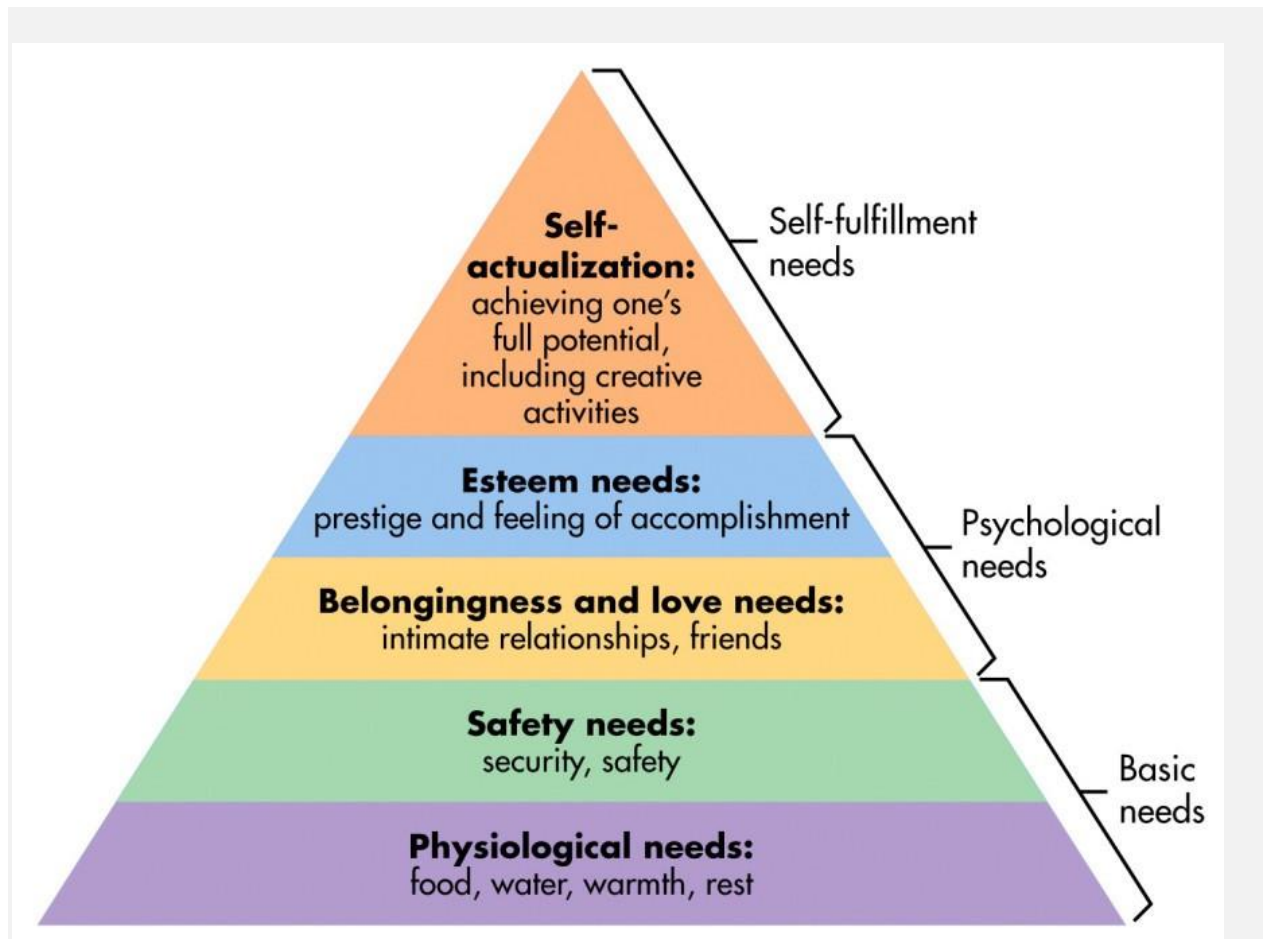 Self-
actualization:
achieving one's
full potential,
including creative
activities
Self-fulfillment
needs
Esteem needs:
prestige and feeling of accomplishment
Psychological
needs
Belongingness and love needs:
intimate relationships, friends
Safety needs:
security, safety
Basic
needs
Physiological needs:
food, water, warmth, rest